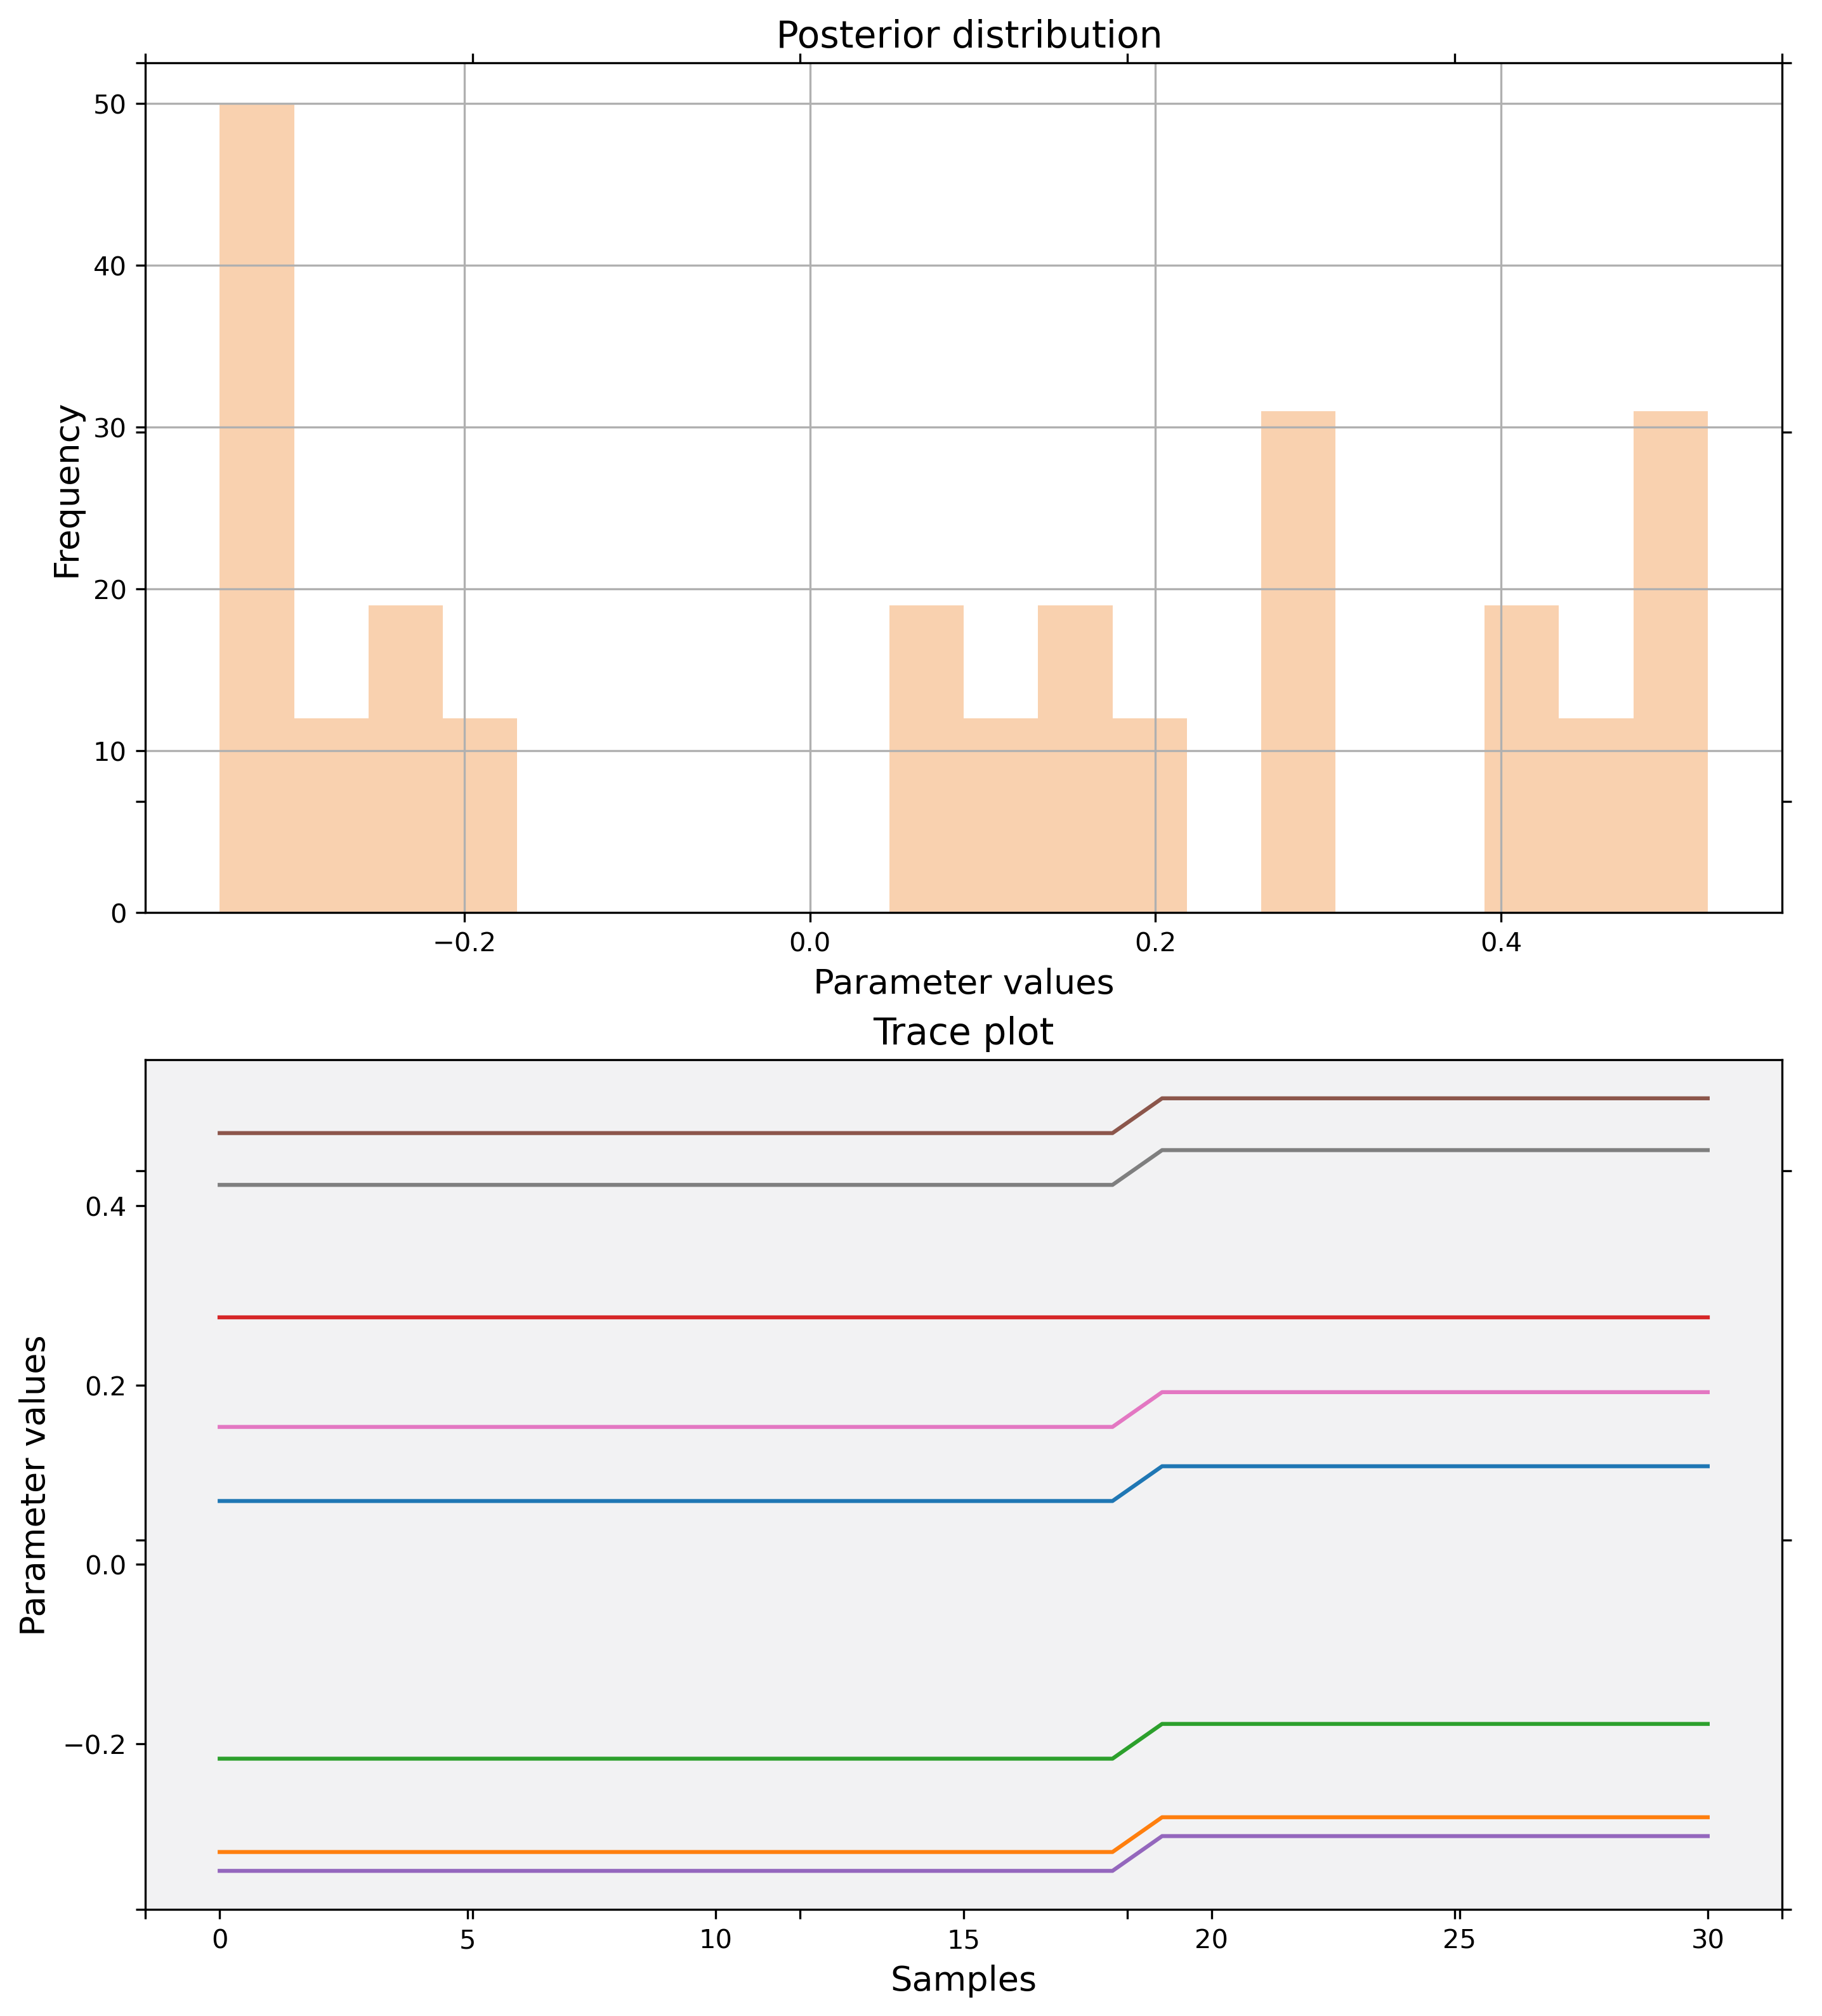 Posterior distribution
50
40
30
20
10
0
Frequency
−0.2 0.0 0.2 0.4
Parameter values
Trace plot
0.4
0.2
0.0
−0.2
Parameter values
0 5 10 15 20 25 30
Samples